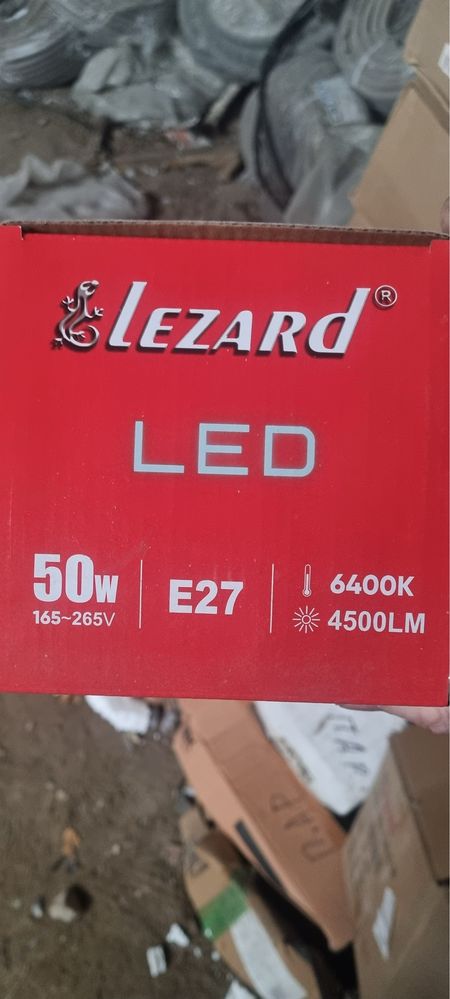 LEZARD®
LED
50W
165~265V
E27
6400K
4500LM
П.А.Р